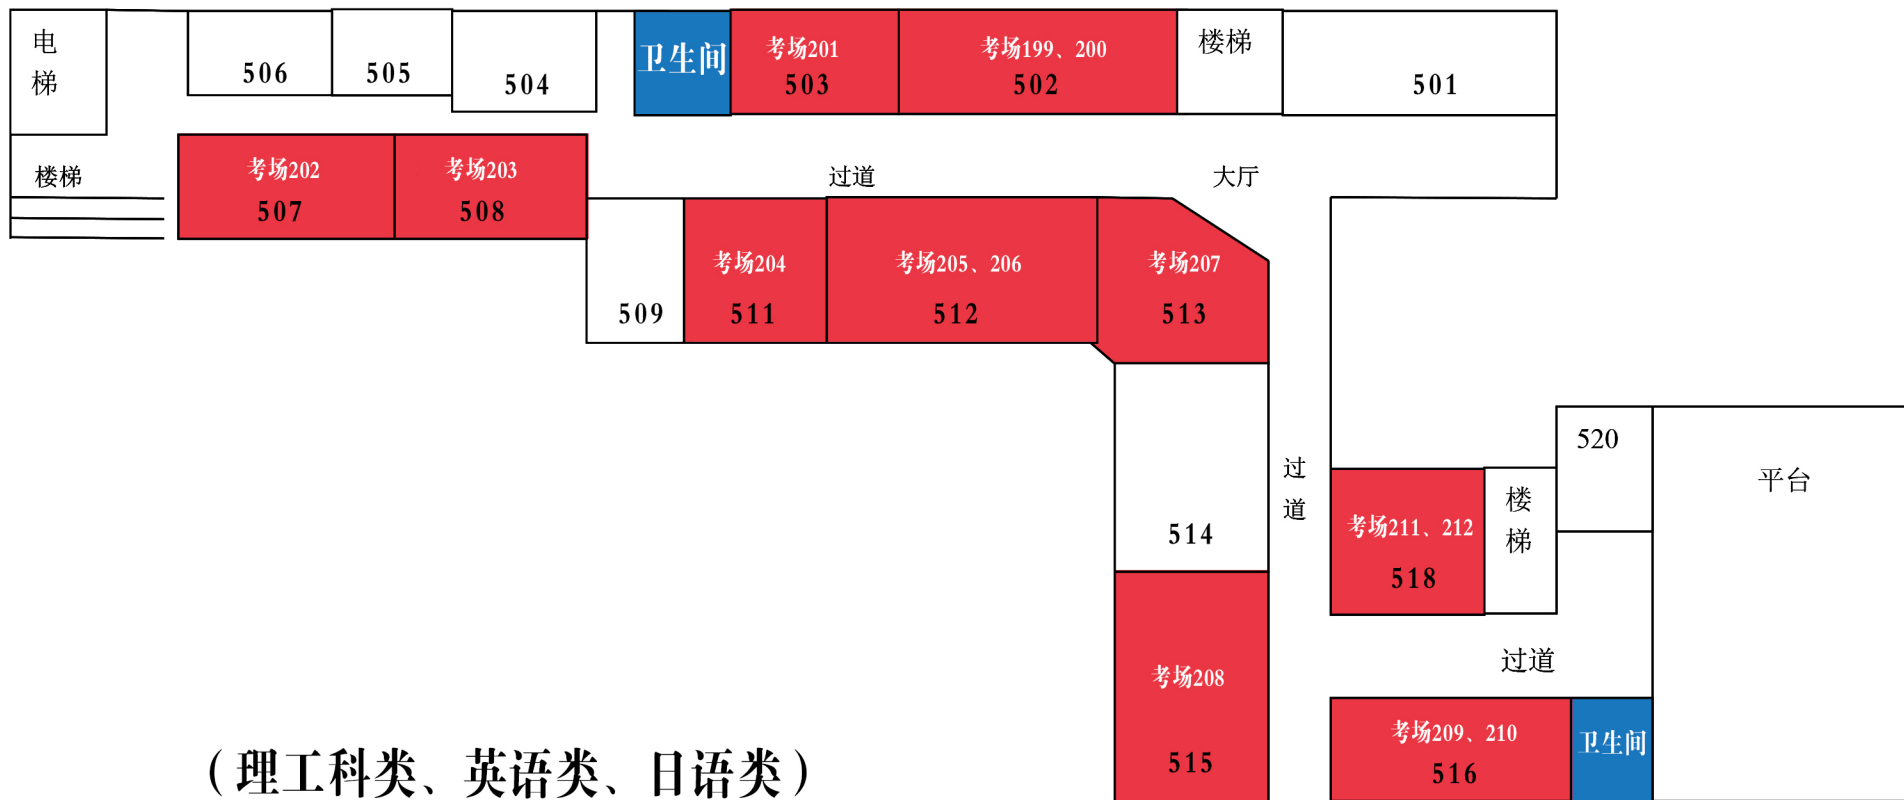 电
梯
506
505
504
卫生间
考场201
503
考场199、200
502
楼梯
501
楼梯
考场202
507
考场203
508
过道
大厅
509
考场204
511
考场205、206
512
考场207
513
514
过
道
520
平台
考场211、212
518
楼
梯
考场208
515
过道
考场209、210
516
卫生间
（理工科类、英语类、日语类）